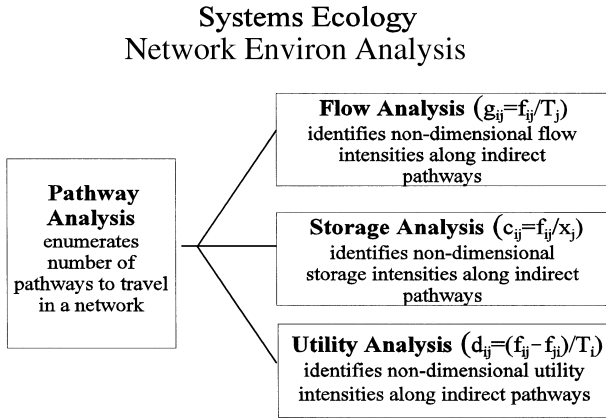 Systems Ecology
Network Environ Analysis
Pathway
Analysis
enumerates
number of
pathways to travel
in a network
Flow Analysis (gij=fij/Tj)
identifies non-dimensional flow
intensities along indirect
pathways
Storage Analysis (cij=fij/xj)
identifies non-dimensional
storage intensities along indirect
pathways
Utility Analysis (dij=(fij−fji)/Ti)
identifies non-dimensional utility
intensities along indirect pathways